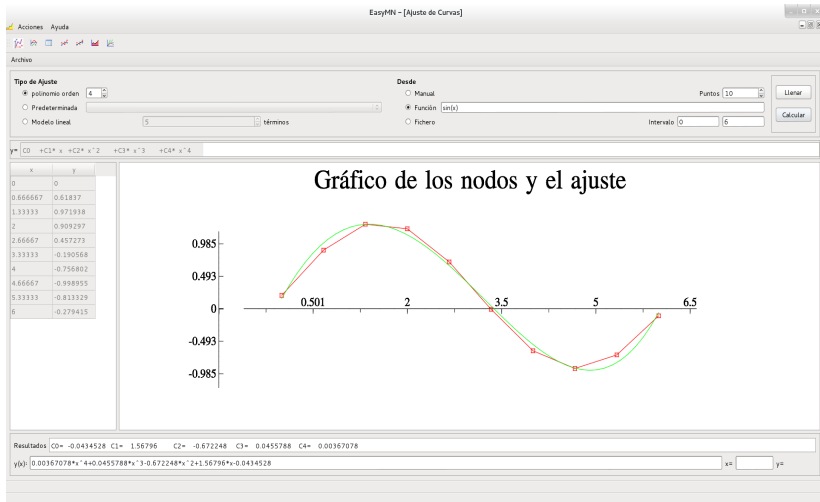 EasyMN - [Ajuste de Curvas]
Acciones Ayuda
Archivo
Tipo de Ajuste
Desde
polinomio orden 4
Manual
Puntos 10
Llenar
Predeterminada
Función sin(x)
Calcular
Modelo lineal 5 términos
Fichero
Intervalo 0 6
y= C0 +C1* x +C2* x^2 +C3* x^3 +C4* x^4
x y
0 0
0.666667 0.61837
1.33333 0.971938
2 0.909297
2.66667 0.457273
3.33333 -0.190568
4 -0.756802
4.66667 -0.998955
5.33333 -0.813329
6 -0.279415
Gráfico de los nodos y el ajuste
0.985
0.493
0.501 2 3.5 5 6.5
0
-0.493
-0.985
Resultados C0= -0.0434528 C1= 1.56796 C2= -0.672248 C3= 0.0455788 C4= 0.00367078
y(x): 0.00367078*x^4+0.0455788*x^3-0.672248*x^2+1.56796*x-0.0434528
x= y=